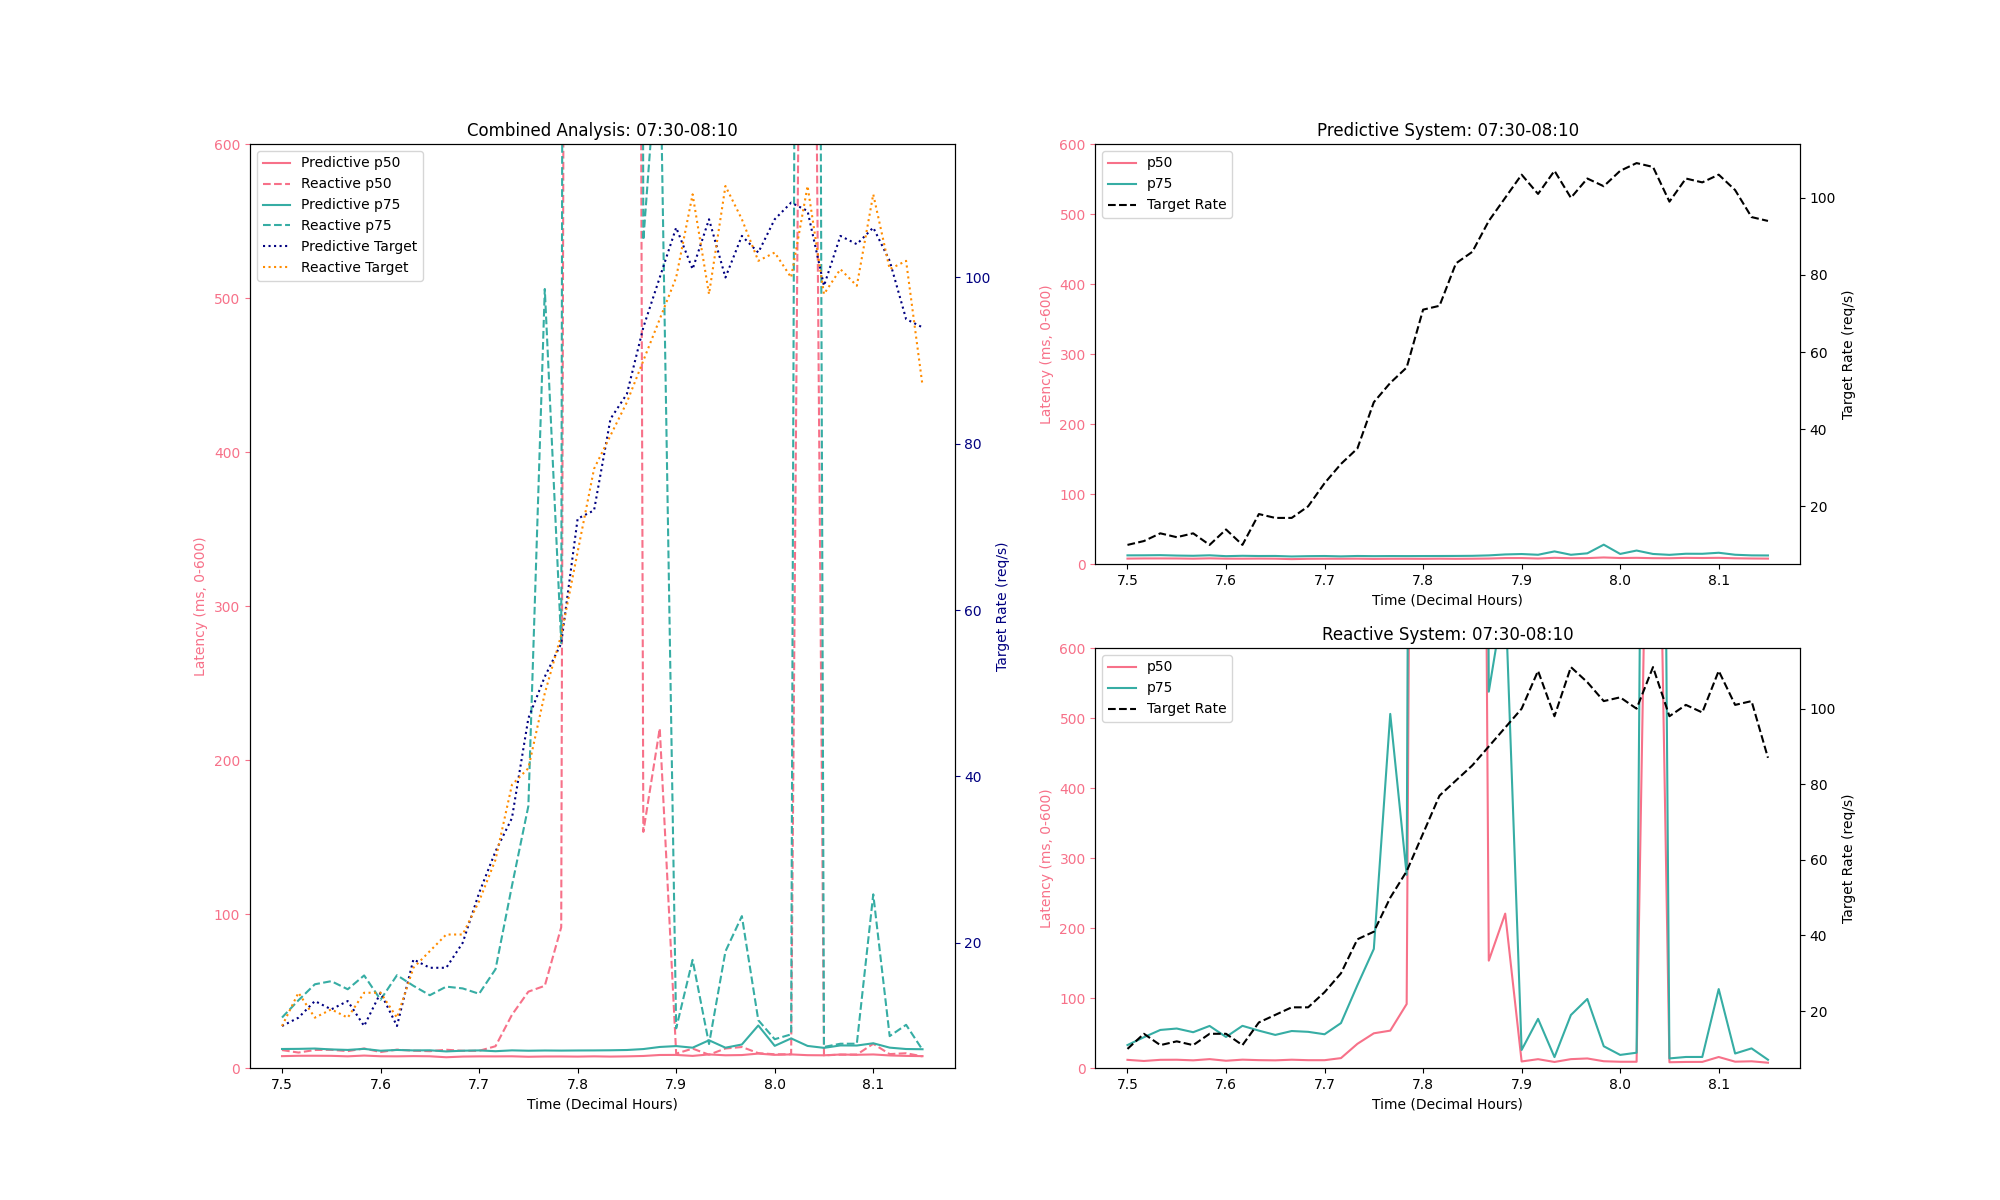 Combined Analysis: 07:30-08:10
Predictive p50
Reactive p50
Predictive p75
Reactive p75
Predictive Target
Reactive Target
600
500
400
300
200
100
0
Latency (ms, 0-600)
100
80
60
40
20
Target Rate (req/s)
7.5 7.6 7.7 7.8 7.9 8.0 8.1
Time (Decimal Hours)
Predictive System: 07:30-08:10
p50
p75
Target Rate
600
500
400
300
200
100
0
Latency (ms, 0-600)
100
80
60
40
20
Target Rate (req/s)
7.5 7.6 7.7 7.8 7.9 8.0 8.1
Time (Decimal Hours)
Reactive System: 07:30-08:10
p50
p75
Target Rate
600
500
400
300
200
100
0
Latency (ms, 0-600)
100
80
60
40
20
Target Rate (req/s)
7.5 7.6 7.7 7.8 7.9 8.0 8.1
Time (Decimal Hours)